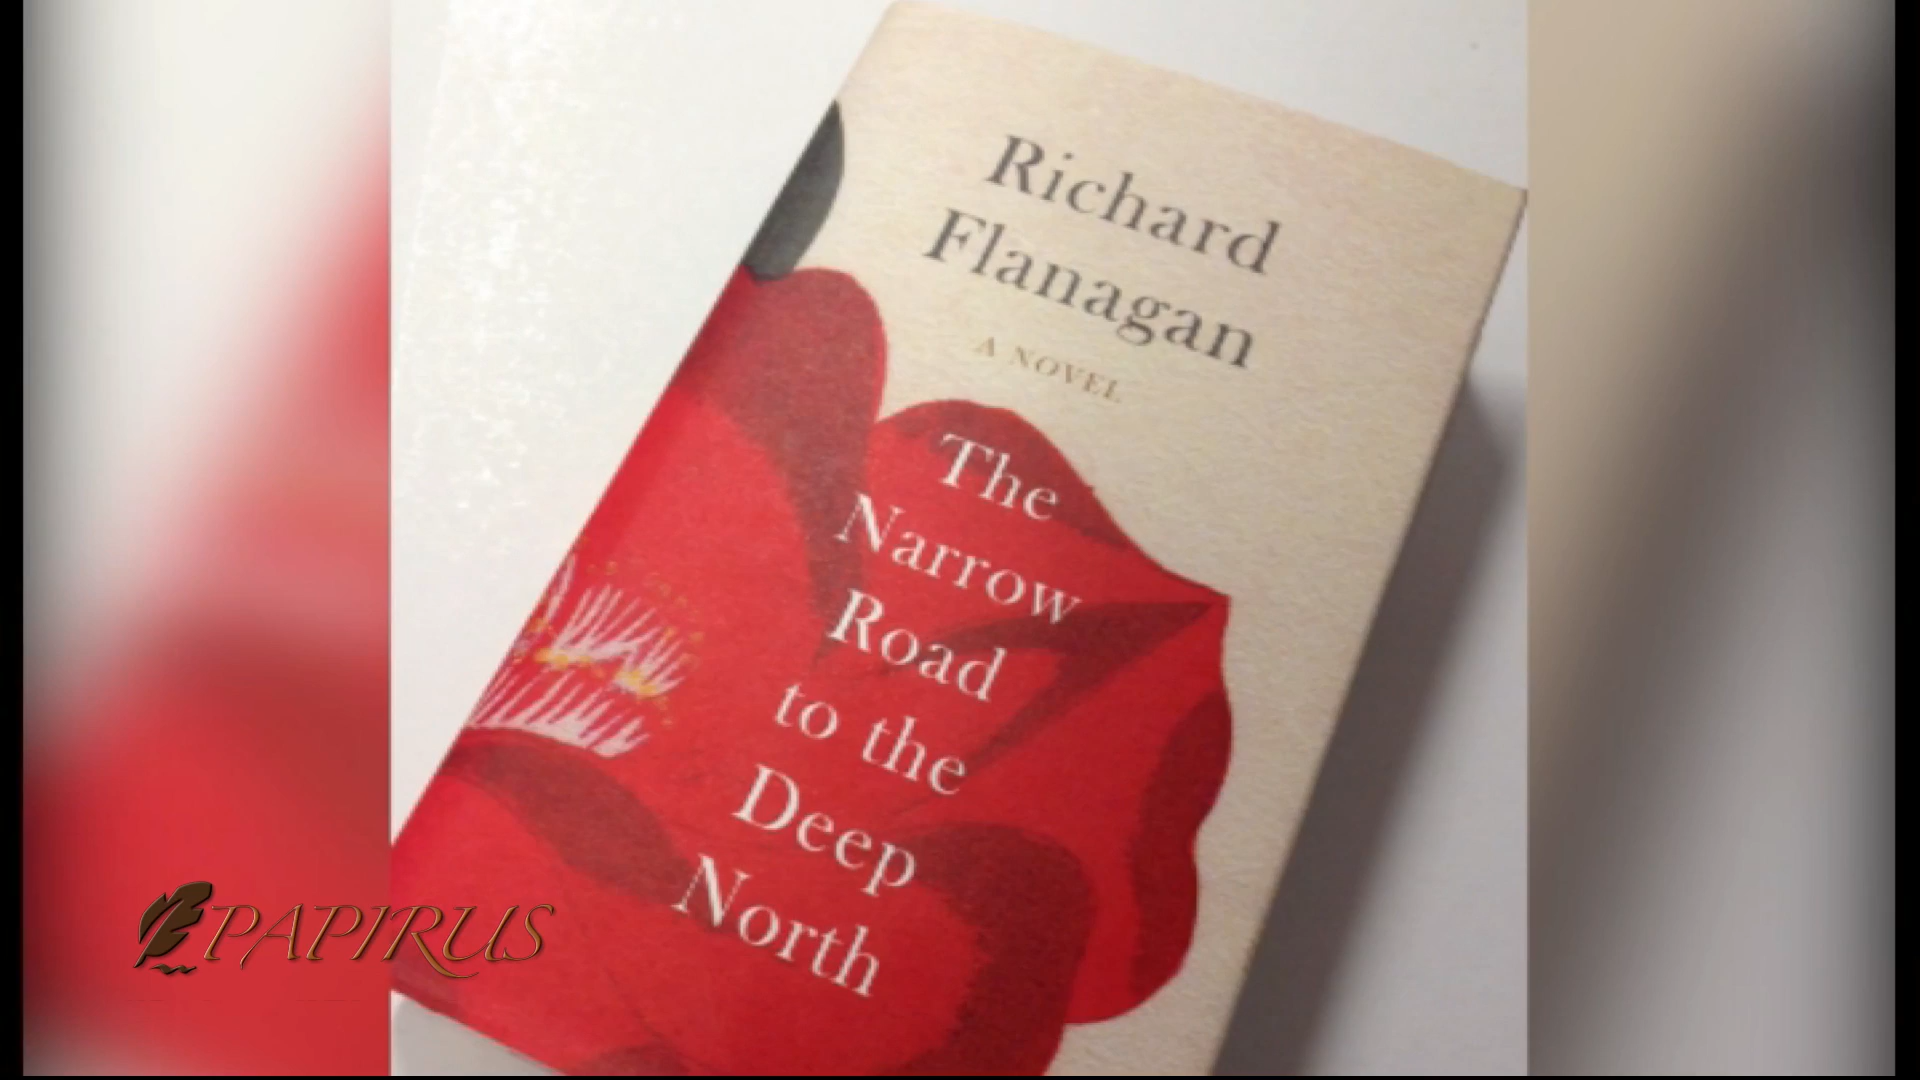 Richard
Flanagan
A NOVEL
The
Narrow
Road
to the
Deep
North
PAPIRUS